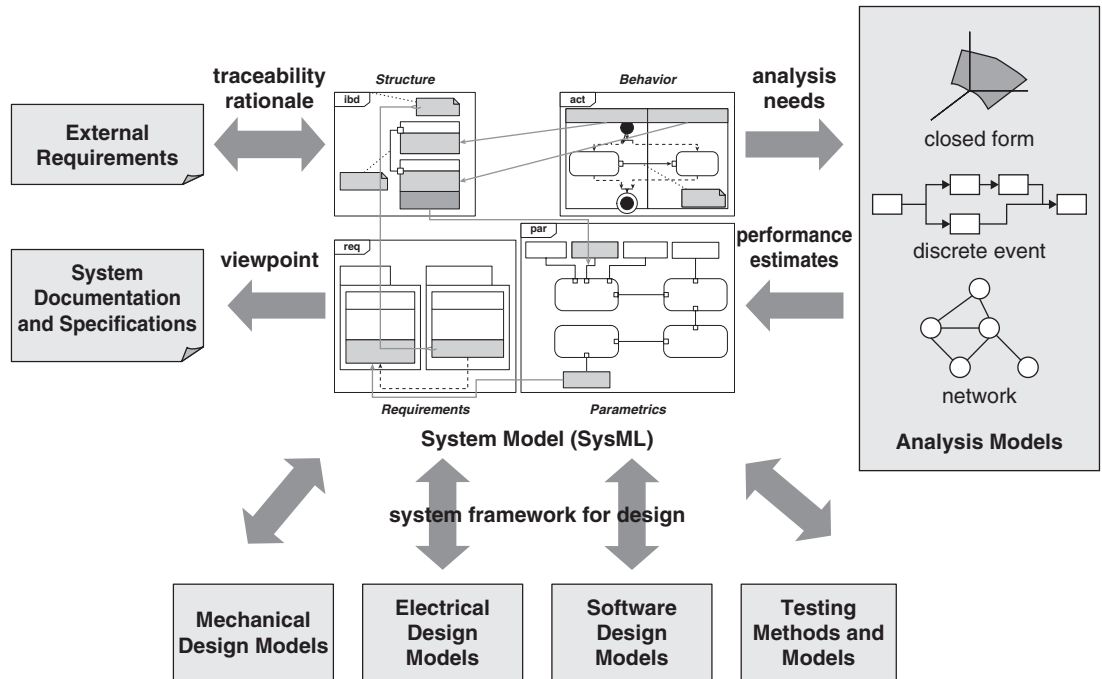 traceability
rationale
Structure
Behavior
analysis
needs
ibd
act
External
Requirements
closed form
discrete event
System
Documentation
and Specifications
viewpoint
req
par
performance
estimates
network
Requirements
Parametrics
System Model (SysML)
Analysis Models
system framework for design
Mechanical
Design Models
Electrical
Design
Models
Software
Design
Models
Testing
Methods and
Models